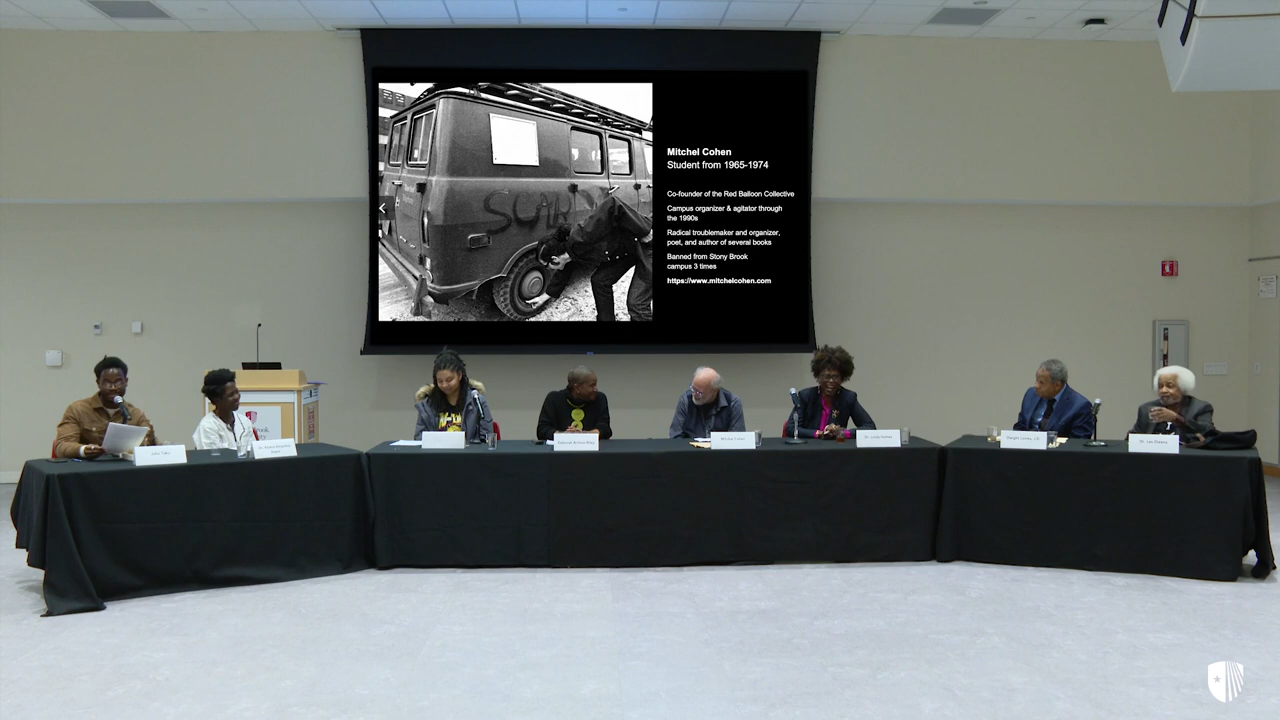 Mitchel Cohen
Student from 1965-1974
Co-founder of the Red Balloon Collective
Campus organizer & agitator through
the 1990s
Radical troublemaker and organizer,
poet, and author of several books
Banned from Stony Brook
campus 3 times
https://www.mitchelcohen.com
Mitchel Cohen